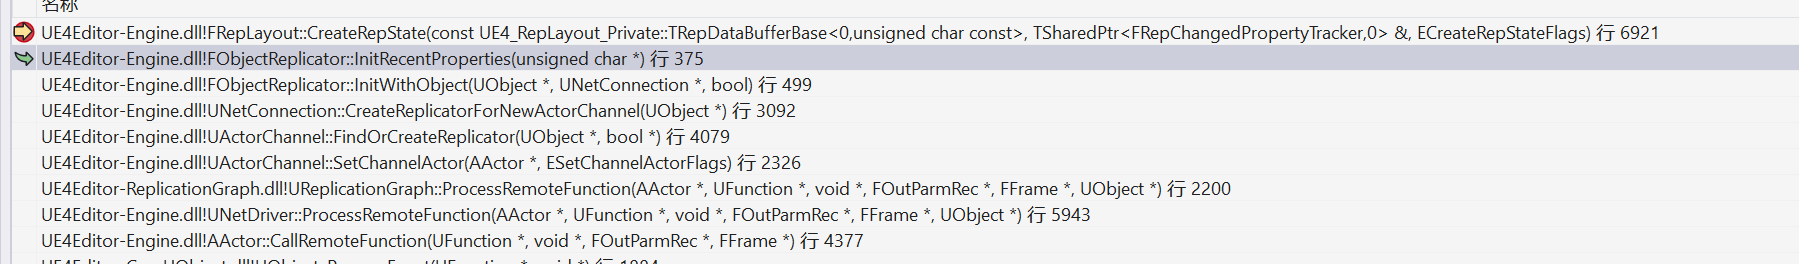 名称
UE4Editor-Engine.dll!FRepLayout::CreateRepState(const UE4_RepLayout_Private::TRepDataBufferBase<0,unsigned char const>, TSharedPtr<FRepChangedPropertyTracker,0> &, ECreateRepStateFlags) 行 6921
UE4Editor-Engine.dll!FObjectReplicator::InitRecentProperties(unsigned char *) 行 375
UE4Editor-Engine.dll!FObjectReplicator::InitWithObject(UObject *, UNetConnection *, bool) 行 499
UE4Editor-Engine.dll!UNetConnection::CreateReplicatorForNewActorChannel(UObject *) 行 3092
UE4Editor-Engine.dll!UActorChannel::FindOrCreateReplicator(UObject *, bool *) 行 4079
UE4Editor-Engine.dll!UActorChannel::SetChannelActor(AActor *, ESetChannelActorFlags) 行 2326
UE4Editor-ReplicationGraph.dll!UReplicationGraph::ProcessRemoteFunction(AActor *, UFunction *, void *, FOutParmRec *, FFrame *, UObject *) 行 2200
UE4Editor-Engine.dll!UNetDriver::ProcessRemoteFunction(AActor *, UFunction *, void *, FOutParmRec *, FFrame *, UObject *) 行 5943
UE4Editor-Engine.dll!AActor::CallRemoteFunction(UFunction *, void *, FOutParmRec *, FFrame *) 行 4377